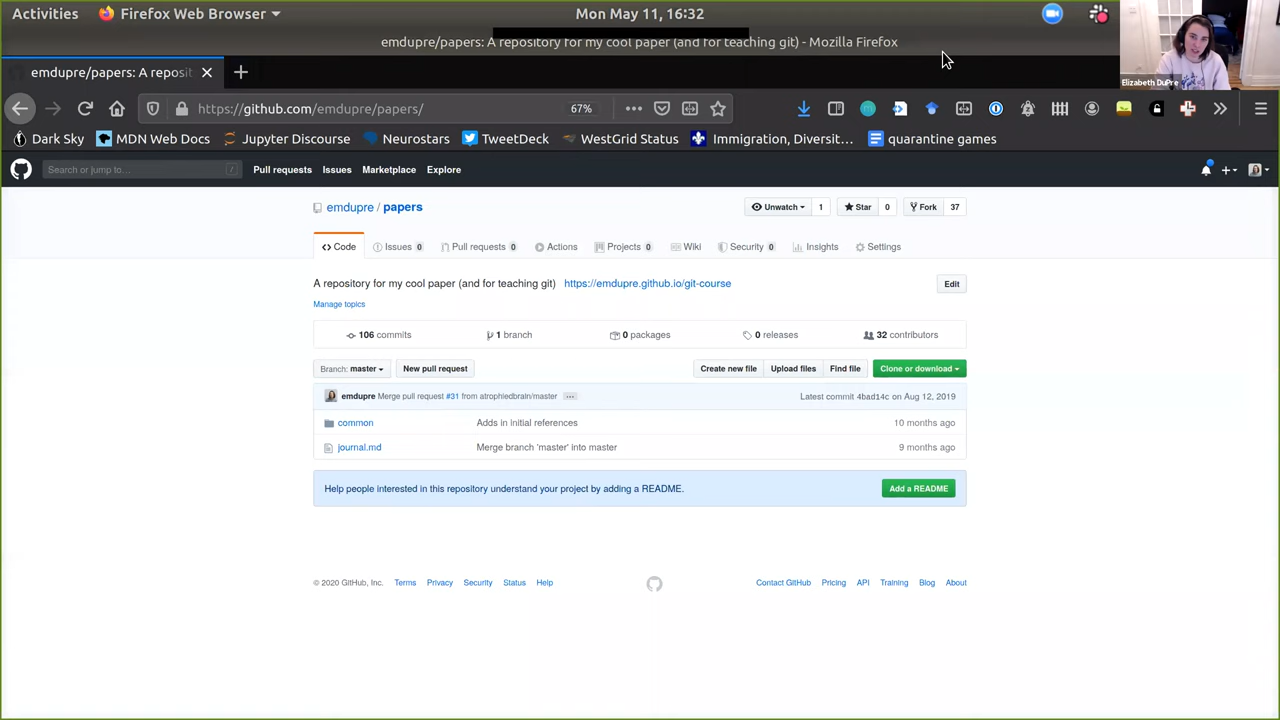 Activities Firefox Web Browser Mon May 11, 16:32
emdupre/papers: A repository for my cool paper (and for teaching git) - Mozilla Firefox
Elizabeth DuPre
emdupre/papers: A reposit
https://github.com/emdupre/papers/ 67%
Dark Sky MDN Web Docs Jupyter Discourse Neurostars TweetDeck WestGrid Status Immigration, Diversit... quarantine games
Search or jump to... / Pull requests Issues Marketplace Explore
emdupre / papers Unwatch 1 Star 0 Fork 37
Code Issues 0 Pull requests 0 Actions Projects 0 Wiki Security 0 Insights Settings
A repository for my cool paper (and for teaching git) https://emdupre.github.io/git-course Edit
Manage topics
106 commits 1 branch 0 packages 0 releases 32 contributors
Branch: master New pull request Create new file Upload files Find file Clone or download
emdupre Merge pull request #31 from atrophiedbrain/master ... Latest commit 4bad14c on Aug 12, 2019
common Adds in initial references 10 months ago
journal.md Merge branch 'master' into master 9 months ago
Help people interested in this repository understand your project by adding a README. Add a README
© 2020 GitHub, Inc. Terms Privacy Security Status Help Contact GitHub Pricing API Training Blog About